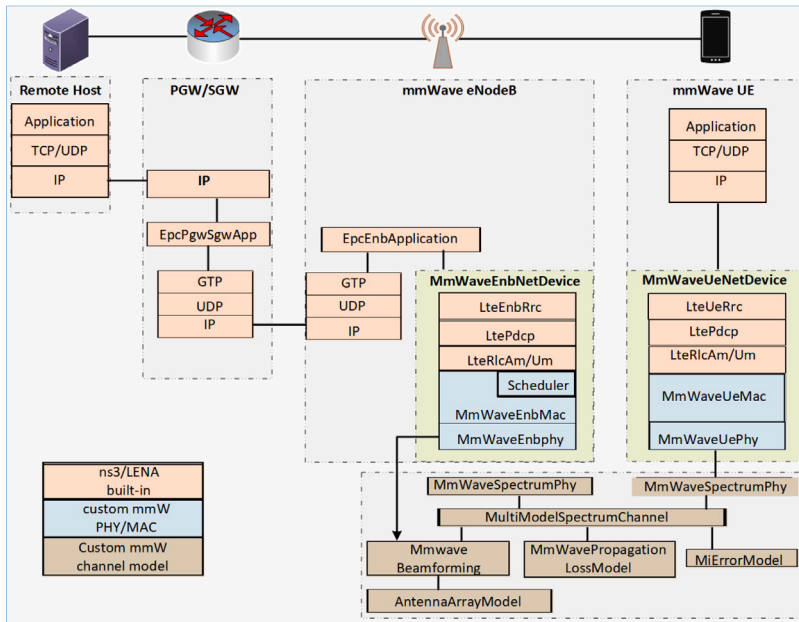 Remote Host
Application
TCP/UDP
IP
PGW/SGW
IP
EpcPgwSgwApp
GTP
UDP
IP
mmWave eNodeB
EpcEnbApplication
GTP
UDP
IP
MmWaveEnbNetDevice
LteEnbRrc
LtePdcp
LteRlcAm/Um
Scheduler
MmWaveEnbMac
MmWaveEnbphy
mmWave UE
Application
TCP/UDP
IP
MmWaveUeNetDevice
LteUeRrc
LtePdcp
LteRlcAm/Um
MmWaveUeMac
MmWaveUePhy
ns3/LENA
built-in
custom mmW
PHY/MAC
Custom mmW
channel model
MmWaveSpectrumPhy
MmWaveSpectrumPhy
MultiModelSpectrumChannel
Mmwave
Beamforming
MmWavePropagation
LossModel
MiErrorModel
AntennaArrayModel